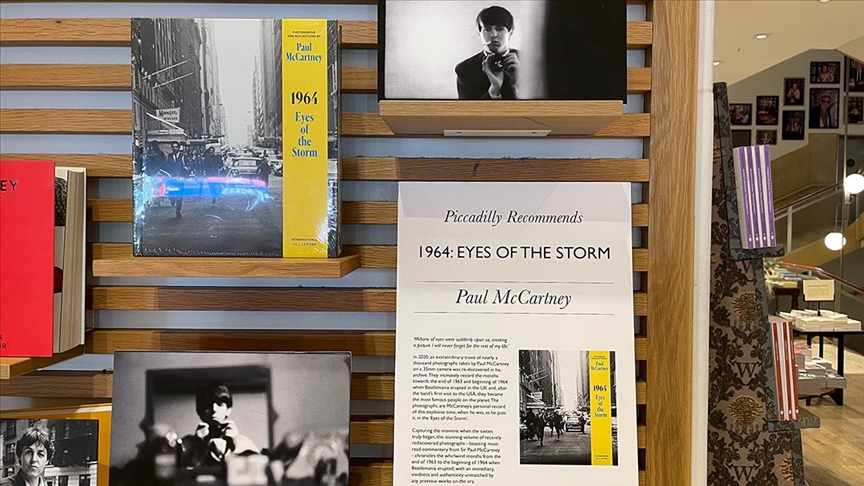 PHOTOGRAPHS
AND REFLECTIONS BY
Paul
McCartney
1964
Eyes
of the
Storm
INTRODUCTION BY
JILL LEPORE
EY
R
IR
Piccadilly Recommends
1964: EYES OF THE STORM
Paul McCartney
'Millions of eyes were suddenly upon us, creating
a picture I will never forget for the rest of my life'
In 2020, an extraordinary trove of nearly a
thousand photographs taken by Paul McCartney
on a 35mm camera was re-discovered in his
archive. They intimately record the months
towards the end of 1963 and beginning of 1964
when Beatlemania erupted in the UK and, after
the band's first visit to the USA, they became
the most famous people on the planet. The
photographs are McCartney's personal record
of this explosive time, when he was, as he puts
it, in the 'Eyes of the Storm'.
Capturing the moment when the sixties
truly began, this stunning volume of recently
rediscovered photographs - boasting must-
read commentary from Sir Paul McCartney
- chronicles the whirlwind months from the
end of 1963 to the beginning of 1964 when
Beatlemania erupted, with an immediacy,
vividness and authenticity unmatched by
any previous works on the era.
Paul
McCartney
1964
Eyes
of the
Storm
W
W